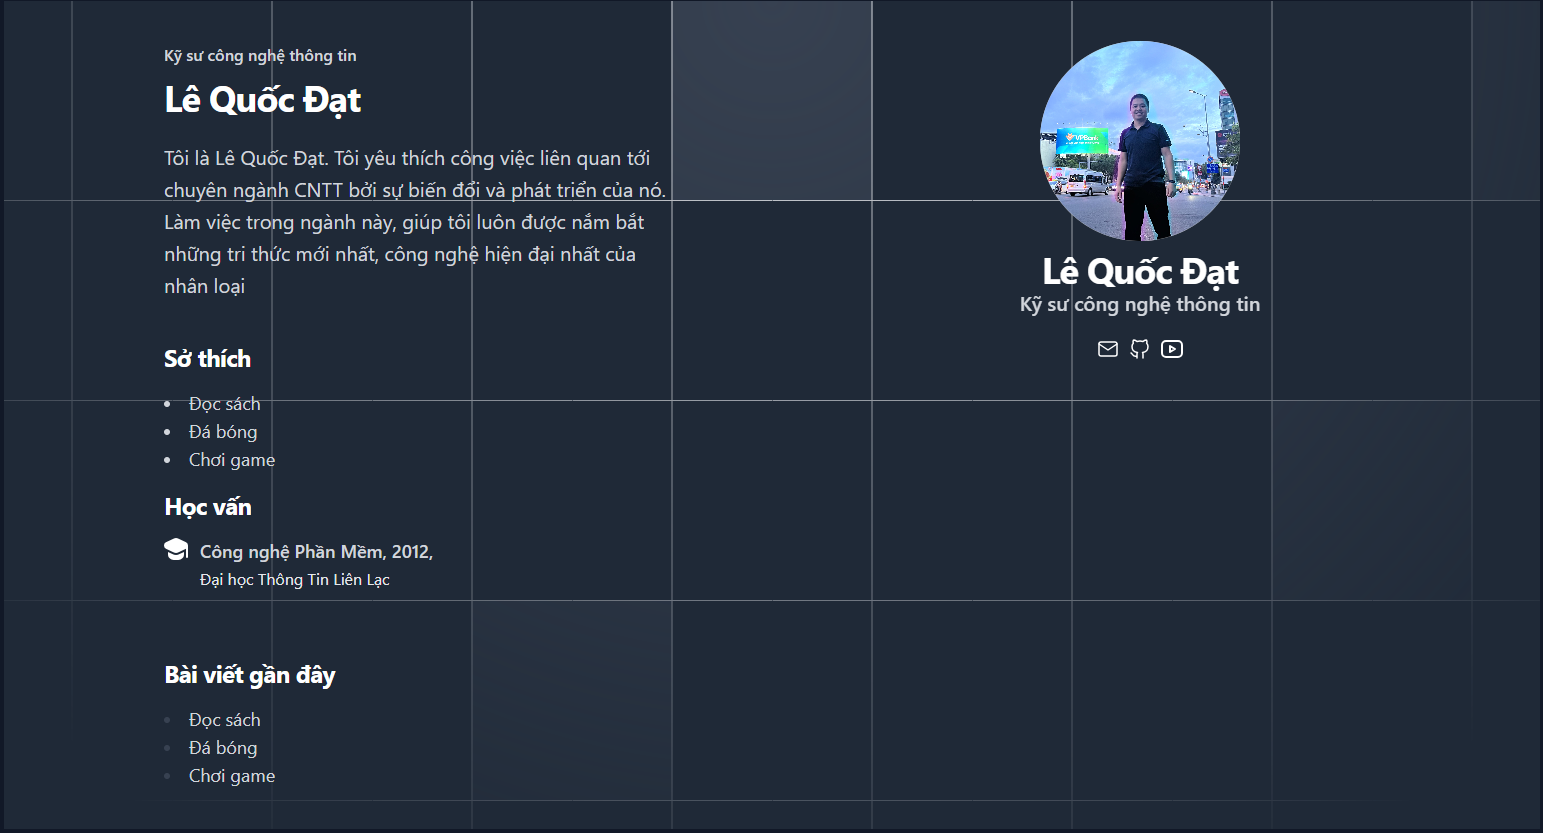 Kỹ sư công nghệ thông tin
Lê Quốc Đạt
Tôi là Lê Quốc Đạt. Tôi yêu thích công việc liên quan tới
chuyên ngành CNTT bởi sự biến đổi và phát triển của nó.
Làm việc trong ngành này, giúp tôi luôn được nắm bắt
những tri thức mới nhất, công nghệ hiện đại nhất của
nhân loại
Sở thích
Đọc sách
Đá bóng
Chơi game
Học vấn
Công nghệ Phần Mềm, 2012,
Đại học Thông Tin Liên Lạc
Bài viết gần đây
Đọc sách
Đá bóng
Chơi game
VPBank
Lê Quốc Đạt
Kỹ sư công nghệ thông tin